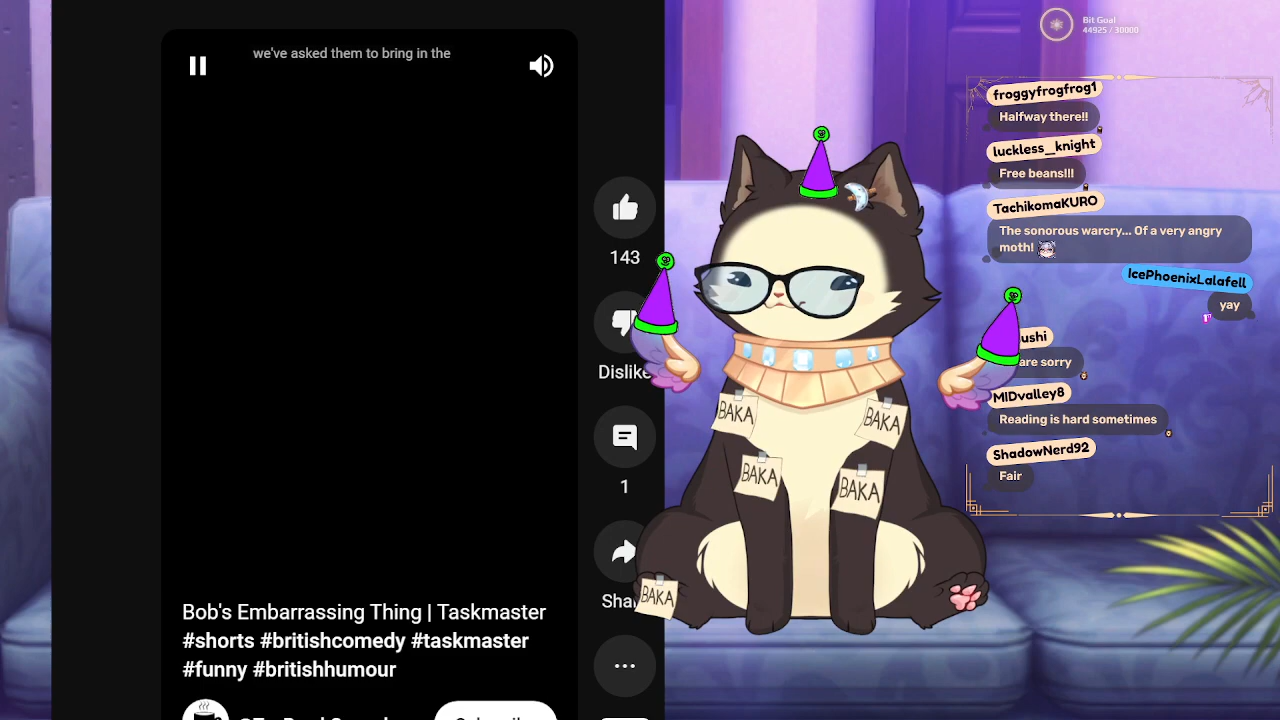 we've asked them to bring in the
143
Dislike
1
Bob's Embarrassing Thing | Taskmaster
#shorts #britishcomedy #taskmaster
#funny #britishhumour
BAKA
BAKA
BAKA
BAKA
BAKA
Bit Goal
44925 / 30000
froggyfrogfrog1
Halfway there!!
luckless__knight
Free beans!!!
TachikomaKURO
The sonorous warcry... Of a very angry
moth!
IcePhoenixLalafell
yay
ushi
are sorry
MIDvalley8
Reading is hard sometimes
ShadowNerd92
Fair